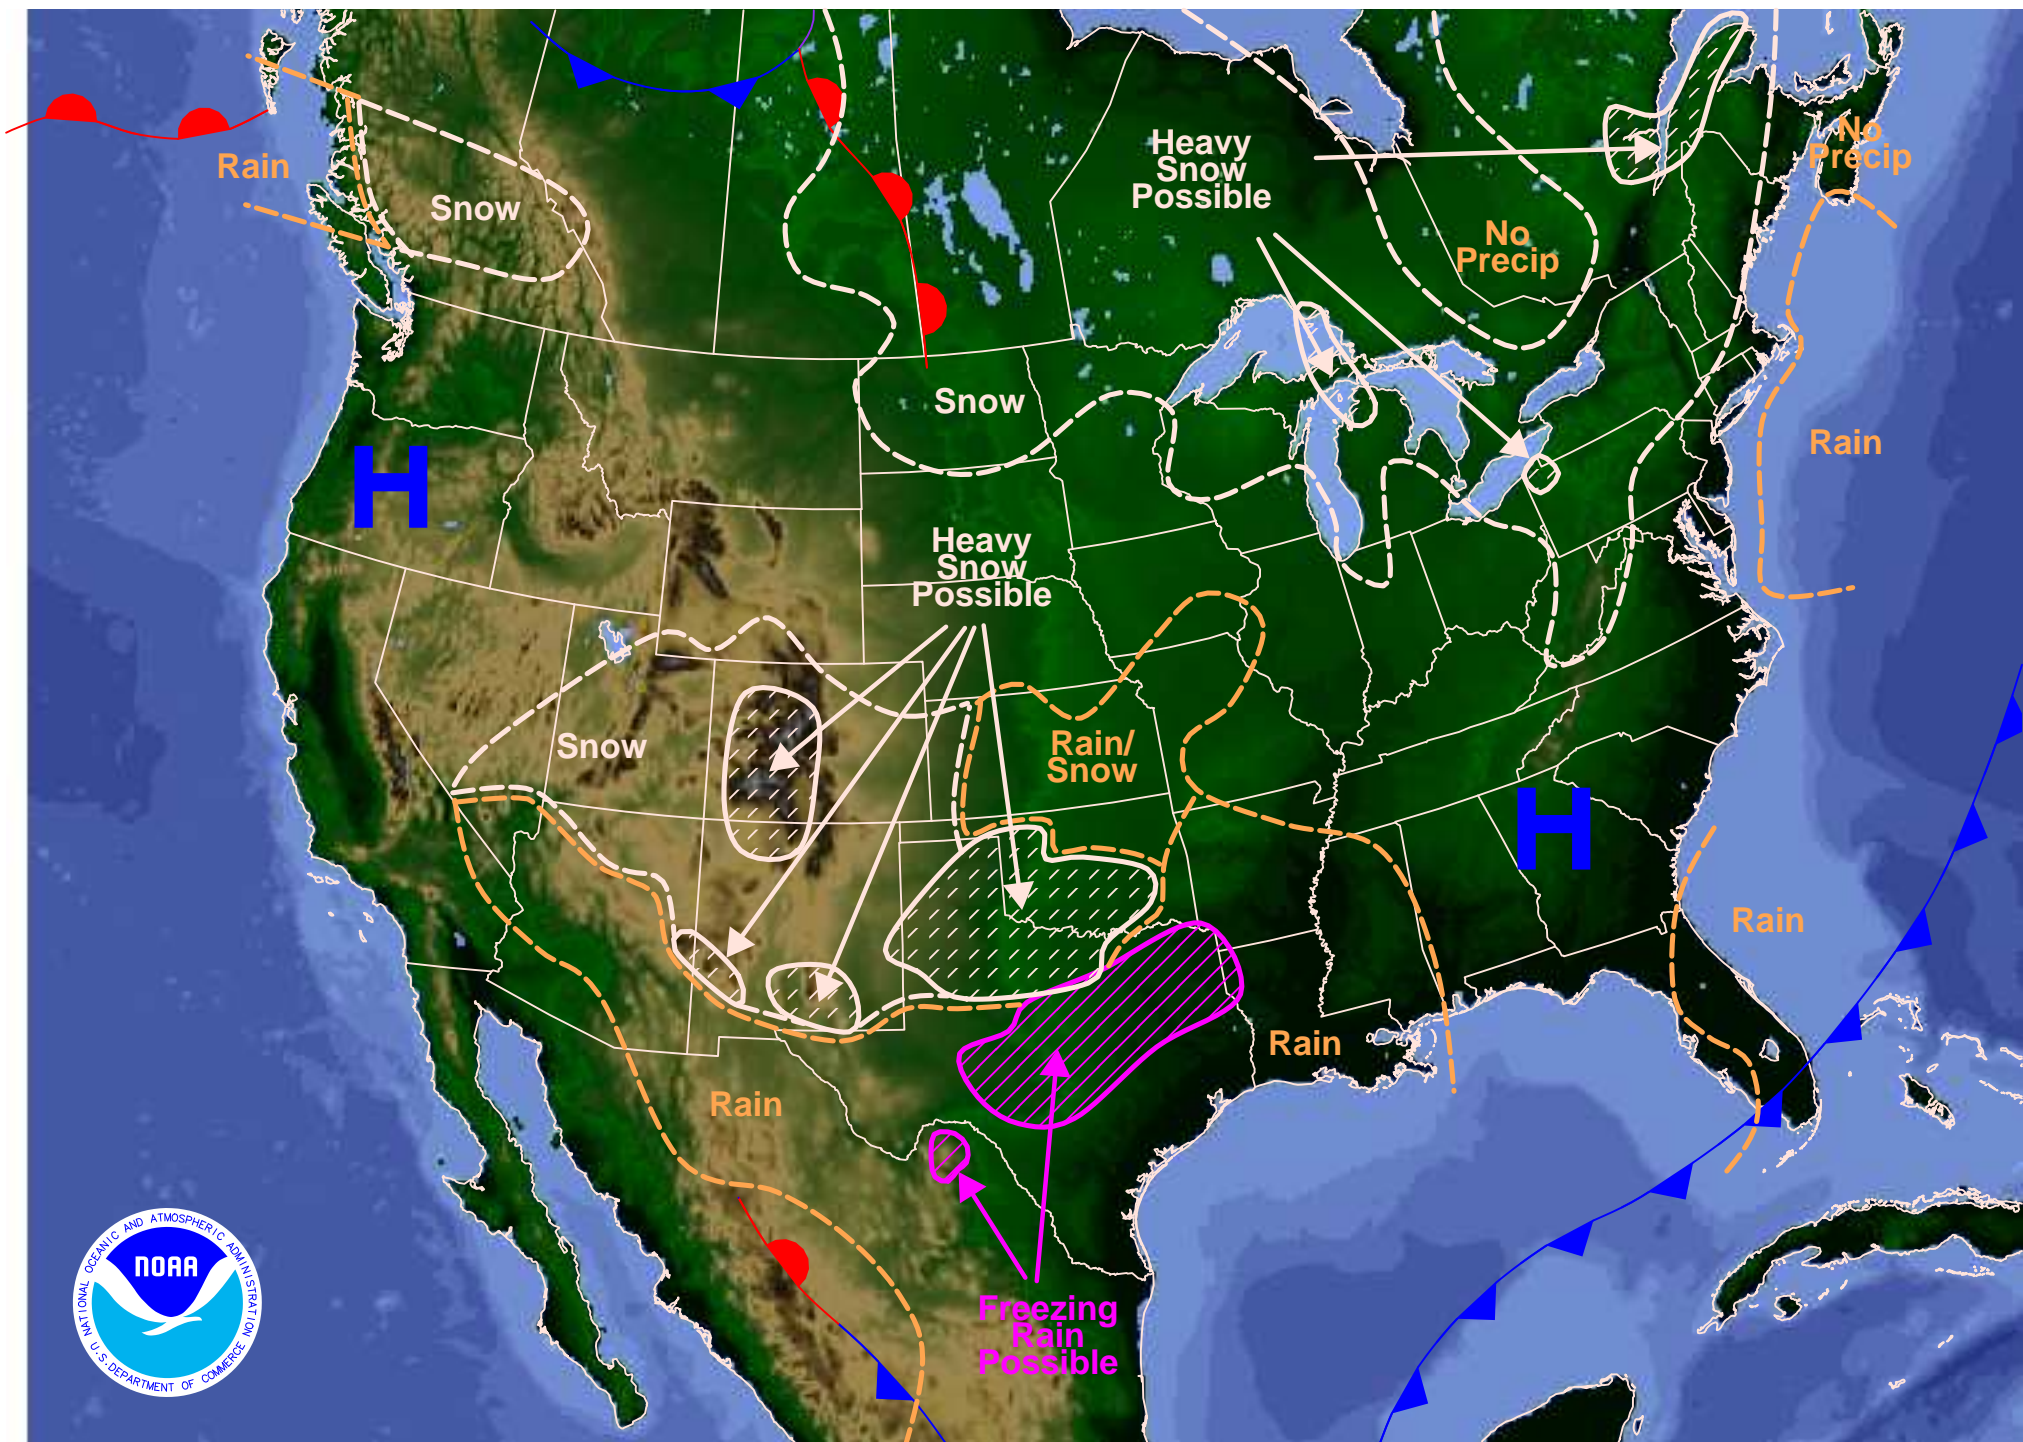 Heavy
Snow
Possible
No
Precip
Rain
Snow
No
Precip
Snow
Rain
H
Heavy
Snow
Possible
Snow
Rain/
Snow
H
Rain
Rain
Rain
NATIONAL OCEANIC AND ATMOSPHERIC ADMINISTRATION
NOAA
U.S. DEPARTMENT OF COMMERCE
Freezing
Rain
Possible